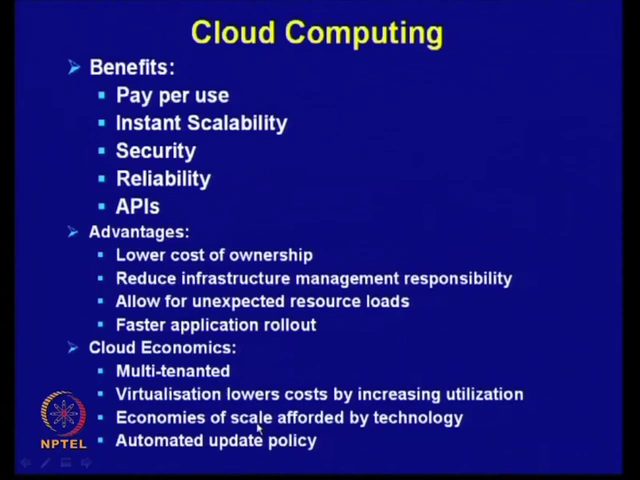 Cloud Computing
Benefits:
Pay per use
Instant Scalability
Security
Reliability
APIs
Advantages:
Lower cost of ownership
Reduce infrastructure management responsibility
Allow for unexpected resource loads
Faster application rollout
Cloud Economics:
Multi-tenanted
Virtualisation lowers costs by increasing utilization
Economies of scale afforded by technology
Automated update policy
NPTEL